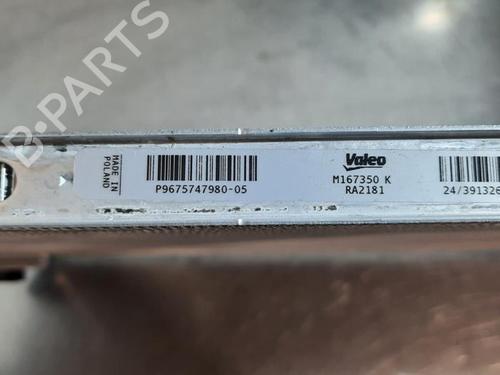 B-PARTS
MADE IN
POLAND
P9675747980-05
Valeo
M167350 K
RA2181
24/391326